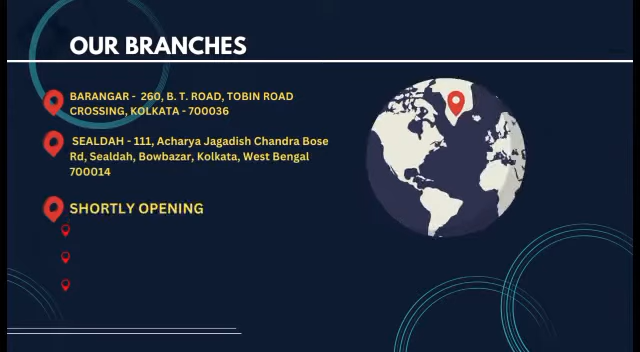 OUR BRANCHES
BARANGAR - 260, B. T. ROAD, TOBIN ROAD
CROSSING, KOLKATA - 700036
SEALDAH - 111, Acharya Jagadish Chandra Bose
Rd, Sealdah, Bowbazar, Kolkata, West Bengal
700014
SHORTLY OPENING